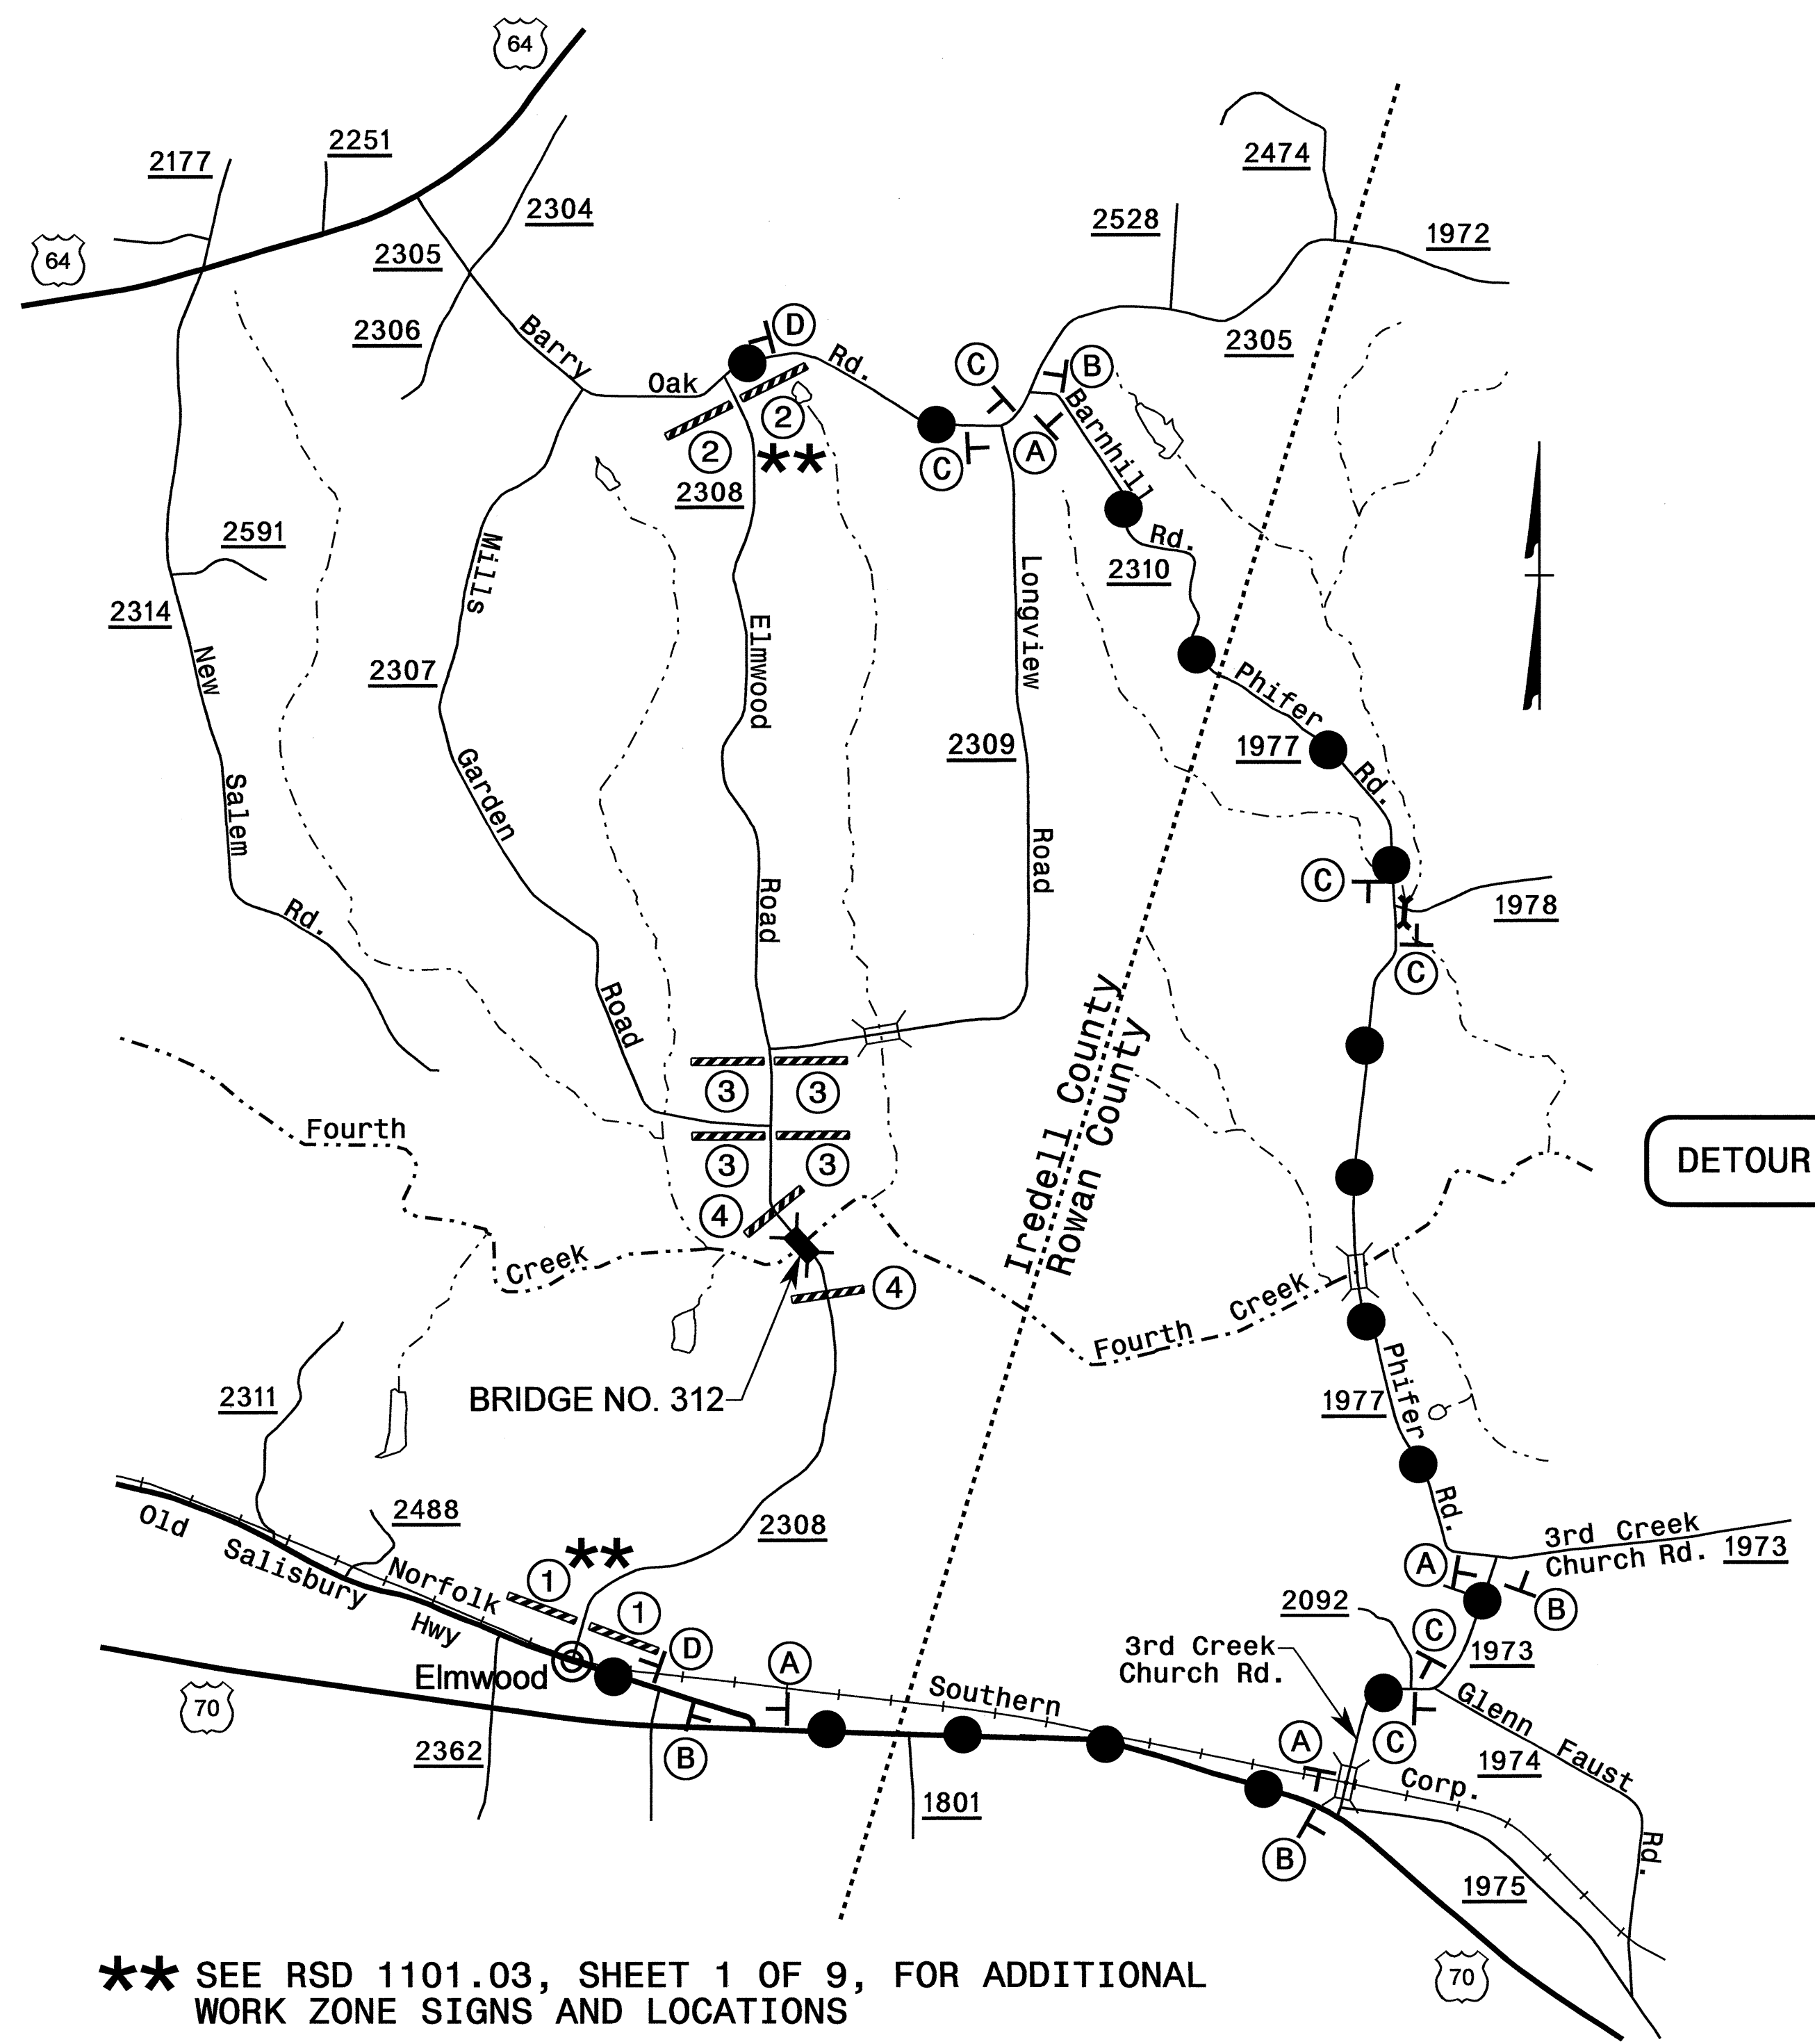 64
2251
2177
2474
2304
2528
1972
64
2305
D
2306
Barry
2305
Rd.
C
B
Oak
Barnhill
2
2
A
C
**
2308
2591
Mills
Rd.
2310
Longview
2314
Elmwood
New
2307
Phifer
2309
1977
Salem
Garden
Rd.
Road
C
Road
Rd.
1978
C
Road
Iredell County
Rowan County
3
3
Fourth
3
3
DETOUR
4
Creek
4
Creek
Fourth
BRIDGE NO. 312
2311
Phifer
1977
2488
Old
Salisbury
Hwy
2308
Rd.
3rd Creek
Church Rd.
1973
**
Norfolk
1
1
A
B
2092
C
3rd Creek
Church Rd.
1973
D
A
Elmwood
70
Southern
Glenn
Faust
Rd.
B
2362
A
C
1974
Corp.
1801
B
1975
70
** SEE RSD 1101.03, SHEET 1 OF 9, FOR ADDITIONAL
WORK ZONE SIGNS AND LOCATIONS